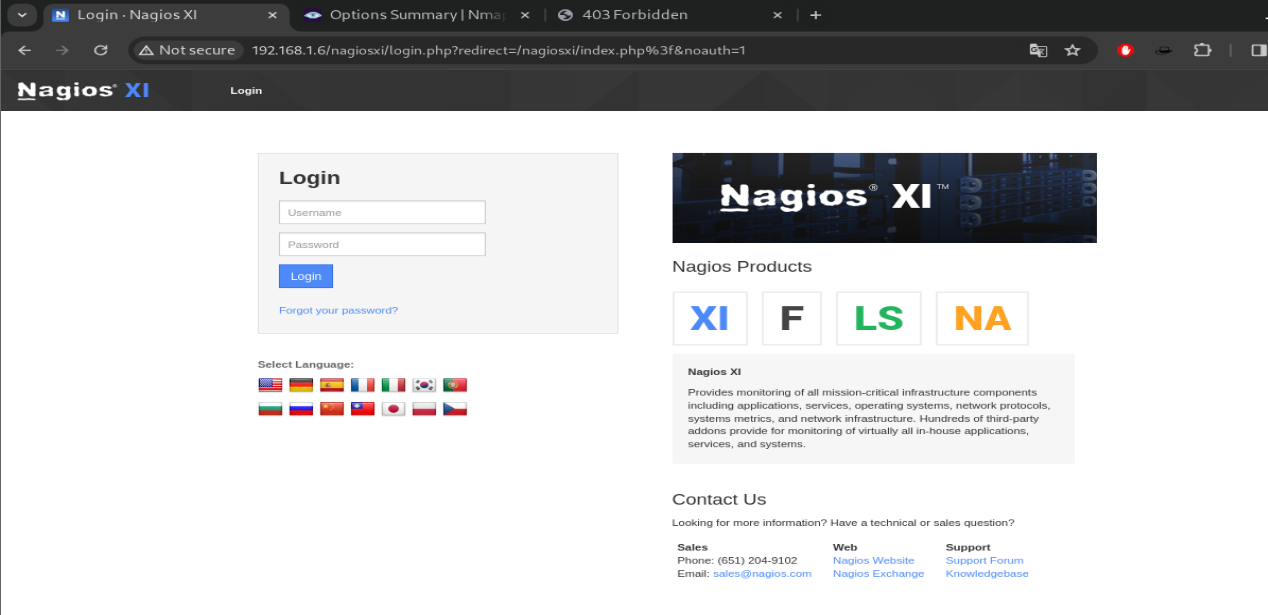 Login · Nagios XI
Options Summary | Nmap
403 Forbidden
Not secure 192.168.1.6/nagiosxi/login.php?redirect=/nagiosxi/index.php%3f&noauth=1
Nagios® XI Login
Login
Username
Password
Login
Forgot your password?
Select Language:
Nagios® XI™
Nagios Products
XI F LS NA
Nagios XI
Provides monitoring of all mission-critical infrastructure components
including applications, services, operating systems, network protocols,
systems metrics, and network infrastructure. Hundreds of third-party
addons provide for monitoring of virtually all in-house applications,
services, and systems.
Contact Us
Looking for more information? Have a technical or sales question?
Sales Web Support
Phone: (651) 204-9102 Nagios Website Support Forum
Email: sales@nagios.com Nagios Exchange Knowledgebase